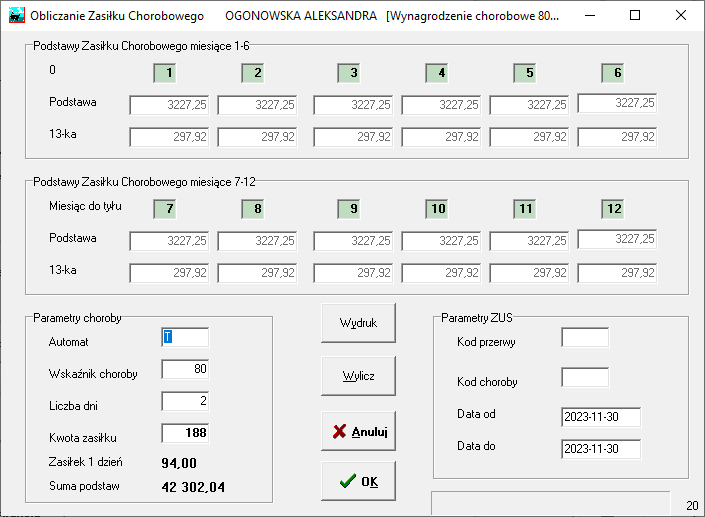 Obliczanie Zasiłku Chorobowego OGONOWSKA ALEKSANDRA [Wynagrodzenie chorobowe 80...
Podstawy Zasiłku Chorobowego miesiące 1-6
0 1 2 3 4 5 6
Podstawa 3227,25 3227,25 3227,25 3227,25 3227,25 3227,25
13-ka 297,92 297,92 297,92 297,92 297,92 297,92
Podstawy Zasiłku Chorobowego miesiące 7-12
Miesiąc do tyłu 7 8 9 10 11 12
Podstawa 3227,25 3227,25 3227,25 3227,25 3227,25 3227,25
13-ka 297,92 297,92 297,92 297,92 297,92 297,92
Parametry choroby
Automat T
Wskaźnik choroby 80
Liczba dni 2
Kwota zasiłku 188
Zasiłek 1 dzień 94,00
Suma podstaw 42 302,04
Wydruk
Wylicz
Anuluj
OK
Parametry ZUS
Kod przerwy
Kod choroby
Data od 2023-11-30
Data do 2023-11-30
20